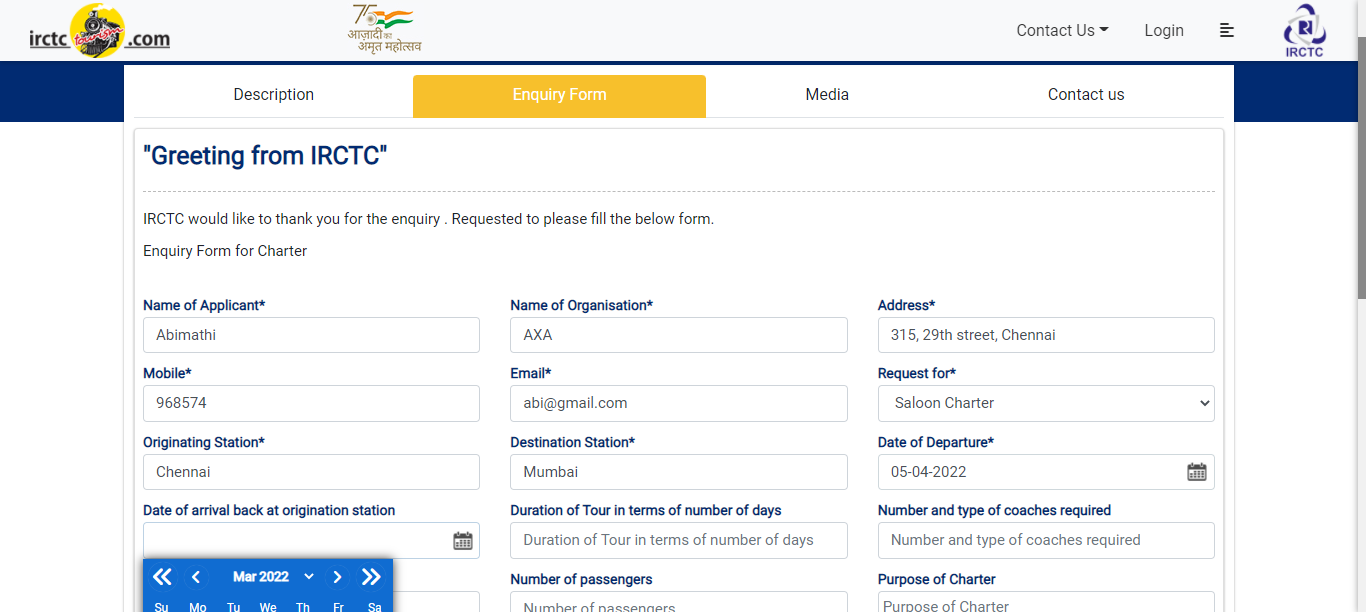 irctc tourism .com
75
आज़ादी का
अमृत महोत्सव
Contact Us
Login
IRCTC
Description
Enquiry Form
Media
Contact us
"Greeting from IRCTC"
IRCTC would like to thank you for the enquiry . Requested to please fill the below form.
Enquiry Form for Charter
Name of Applicant*
Name of Organisation*
Address*
Abimathi
AXA
315, 29th street, Chennai
Mobile*
Email*
Request for*
968574
abi@gmail.com
Saloon Charter
Originating Station*
Destination Station*
Date of Departure*
Chennai
Mumbai
05-04-2022
Date of arrival back at origination station
Duration of Tour in terms of number of days
Number and type of coaches required
Duration of Tour in terms of number of days
Number and type of coaches required
Mar 2022
Number of passengers
Purpose of Charter
Su Mo Tu We Th Fr Sa
Number of passengers
Purpose of Charter